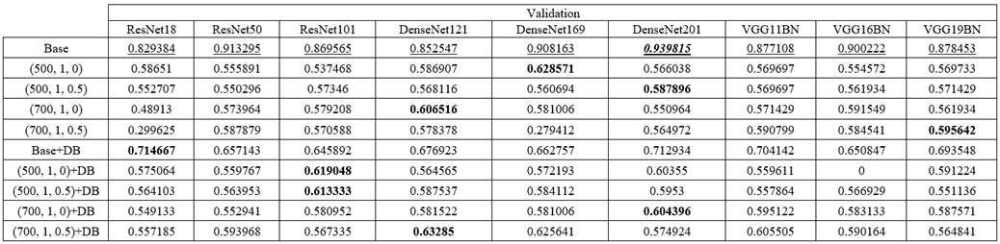 Validation
ResNet18 ResNet50 ResNet101 DenseNet121 DenseNet169 DenseNet201 VGG11BN VGG16BN VGG19BN
Base 0.829384 0.913295 0.869565 0.852547 0.908163 0.939815 0.877108 0.900222 0.878453
(500, 1, 0) 0.58651 0.555891 0.537468 0.586907 0.628571 0.566038 0.569697 0.554572 0.569733
(500, 1, 0.5) 0.552707 0.550296 0.57346 0.568116 0.560694 0.587896 0.569697 0.561934 0.571429
(700, 1, 0) 0.48913 0.573964 0.579208 0.606516 0.581006 0.550964 0.571429 0.591549 0.561934
(700, 1, 0.5) 0.299625 0.587879 0.570588 0.578378 0.279412 0.564972 0.590799 0.584541 0.595642
Base+DB 0.714667 0.657143 0.645892 0.676923 0.662757 0.712934 0.704142 0.650847 0.693548
(500, 1, 0)+DB 0.575064 0.559767 0.619048 0.564565 0.572193 0.60355 0.559611 0 0.591224
(500, 1, 0.5)+DB 0.564103 0.563953 0.613333 0.587537 0.584112 0.5953 0.557864 0.566929 0.551136
(700, 1, 0)+DB 0.549133 0.552941 0.580952 0.581522 0.581006 0.604396 0.595122 0.583133 0.587571
(700, 1, 0.5)+DB 0.557185 0.593968 0.567335 0.63285 0.625641 0.574924 0.605505 0.590164 0.564841